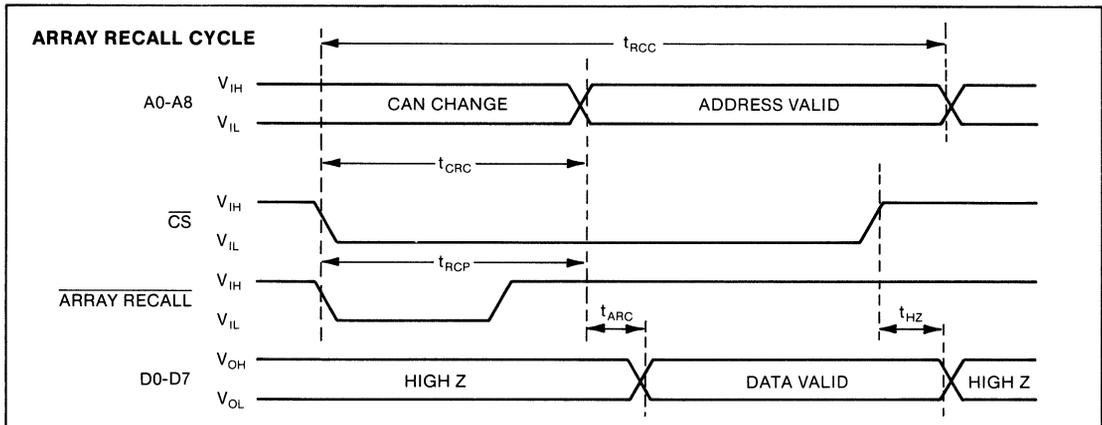 ARRAY RECALL CYCLE
tRCC
A0-A8
VIH
VIL
CAN CHANGE
ADDRESS VALID
tCRC
CS
VIH
VIL
tRCP
ARRAY RECALL
VIH
VIL
tARC
tHZ
D0-D7
VOH
VOL
HIGH Z
DATA VALID
HIGH Z